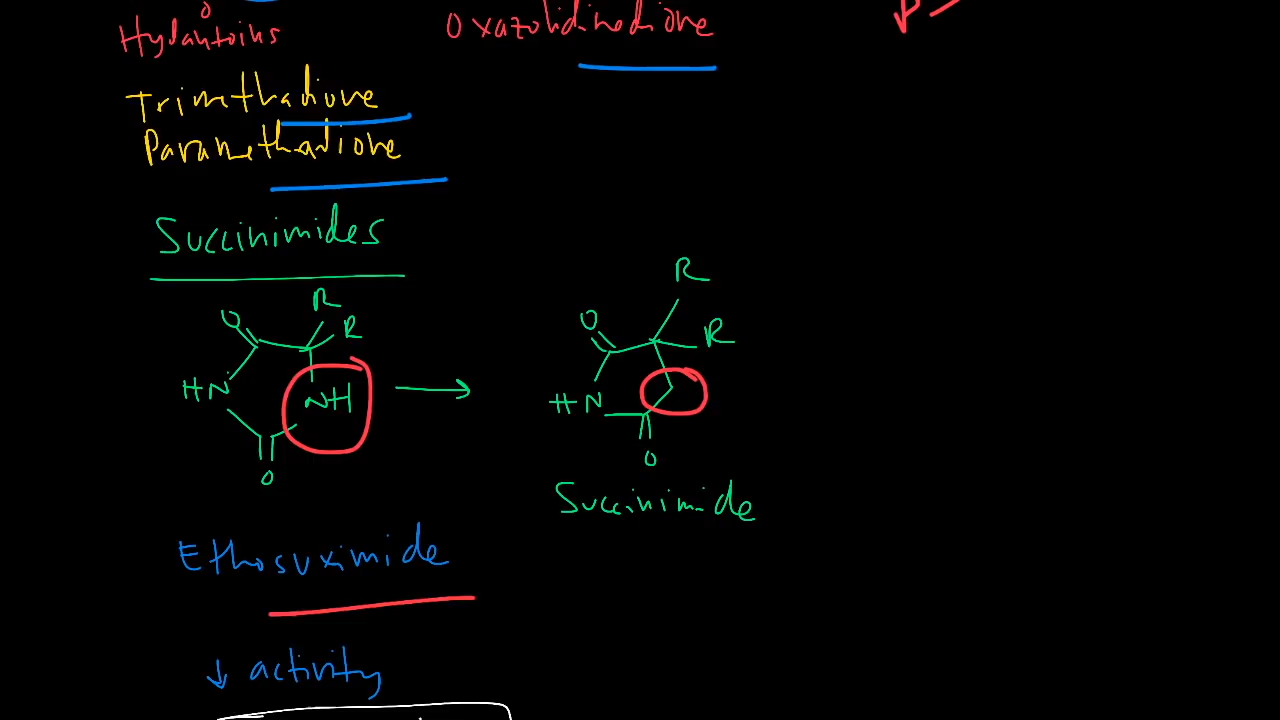 Hydantoins
Oxazolidinedione
Trimethadione
Paramethadione
Succinimides
R
O
R
HN
NH
O
R
O
R
HN
O
Succinimide
Ethosuximide
↓ activity